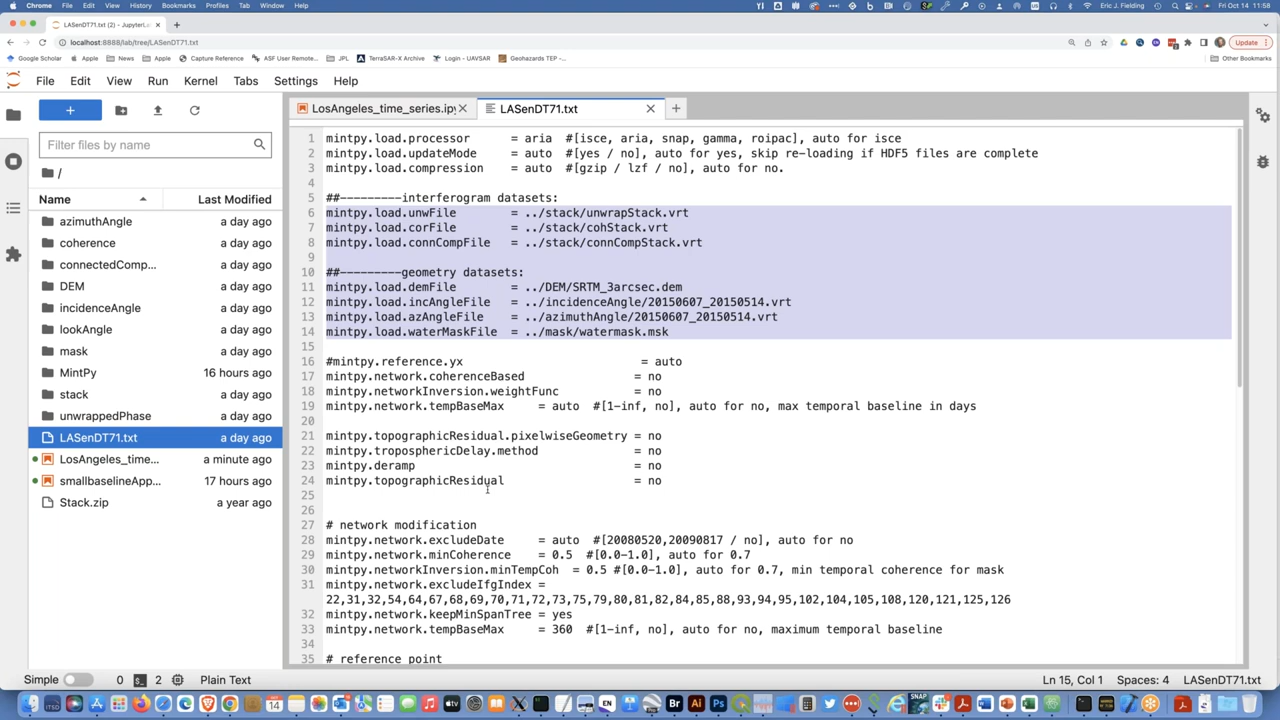 Chrome File Edit View History Bookmarks Profiles Tab Window Help Eric J. Fielding Fri Oct 14 11:58
LASenDT71.txt (2) - JupyterL
localhost:8888/lab/tree/LASenDT71.txt Update
Google Scholar Apple News Apple Capture Reference ASF User Remote... JPL TerraSAR-X Archive Login - UAVSAR Geohazards TEP -... Other Bookmarks
File Edit View Run Kernel Tabs Settings Help
LosAngeles_time_series.ipy LASenDT71.txt
Filter files by name
/
Name Last Modified
azimuthAngle a day ago
coherence a day ago
connectedComp... a day ago
DEM a day ago
incidenceAngle a day ago
lookAngle a day ago
mask a day ago
MintPy 16 hours ago
stack a day ago
unwrappedPhase a day ago
LASenDT71.txt a day ago
LosAngeles_time... a minute ago
smallbaselineApp... 17 hours ago
Stack.zip a year ago
1 mintpy.load.processor = aria #[isce, aria, snap, gamma, roipac], auto for isce
2 mintpy.load.updateMode = auto #[yes / no], auto for yes, skip re-loading if HDF5 files are complete
3 mintpy.load.compression = auto #[gzip / lzf / no], auto for no.
4
5 ##---------interferogram datasets:
6 mintpy.load.unwFile = ../stack/unwrapStack.vrt
7 mintpy.load.corFile = ../stack/cohStack.vrt
8 mintpy.load.connCompFile = ../stack/connCompStack.vrt
9
10 ##---------geometry datasets:
11 mintpy.load.demFile = ../DEM/SRTM_3arcsec.dem
12 mintpy.load.incAngleFile = ../incidenceAngle/20150607_20150514.vrt
13 mintpy.load.azAngleFile = ../azimuthAngle/20150607_20150514.vrt
14 mintpy.load.waterMaskFile = ../mask/watermask.msk
15
16 #mintpy.reference.yx = auto
17 mintpy.network.coherenceBased = no
18 mintpy.networkInversion.weightFunc = no
19 mintpy.network.tempBaseMax = auto #[1-inf, no], auto for no, max temporal baseline in days
20
21 mintpy.topographicResidual.pixelwiseGeometry = no
22 mintpy.troposphericDelay.method = no
23 mintpy.deramp = no
24 mintpy.topographicResidual = no
25
26
27 # network modification
28 mintpy.network.excludeDate = auto #[20080520,20090817 / no], auto for no
29 mintpy.network.minCoherence = 0.5 #[0.0-1.0], auto for 0.7
30 mintpy.networkInversion.minTempCoh = 0.5 #[0.0-1.0], auto for 0.7, min temporal coherence for mask
31 mintpy.network.excludeIfgIndex =
22,31,32,54,64,67,68,69,70,71,72,73,75,79,80,81,82,84,85,88,93,94,95,102,104,105,108,120,121,125,126
32 mintpy.network.keepMinSpanTree = yes
33 mintpy.network.tempBaseMax = 360 #[1-inf, no], auto for no, maximum temporal baseline
34
35 # reference point
Simple 0 2 Plain Text Ln 15, Col 1 Spaces: 4 LASenDT71.txt